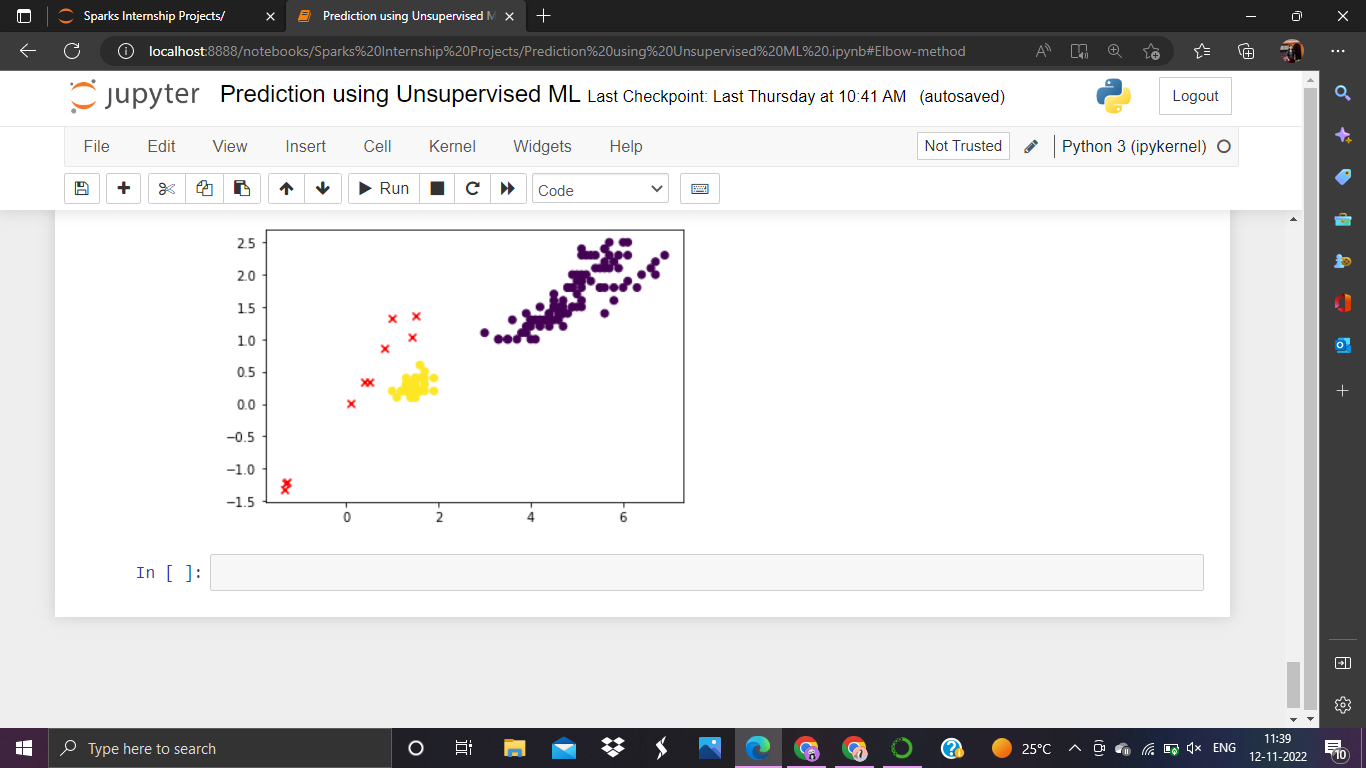 Sparks Internship Projects/
Prediction using Unsupervised M
localhost:8888/notebooks/Sparks%20Internship%20Projects/Prediction%20using%20Unsupervised%20ML%20.ipynb#Elbow-method
jupyter Prediction using Unsupervised ML Last Checkpoint: Last Thursday at 10:41 AM (autosaved)
Logout
File Edit View Insert Cell Kernel Widgets Help
Not Trusted
Python 3 (ipykernel)
Run
Code
2.5
2.0
1.5
1.0
0.5
0.0
−0.5
−1.0
−1.5
0 2 4 6
In [ ]:
Type here to search
25°C
ENG
11:39
12-11-2022
10